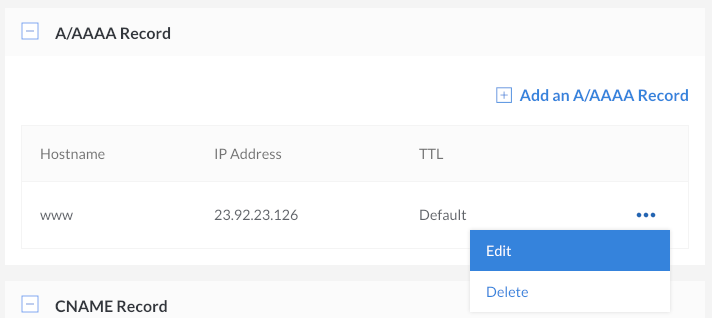 A/AAAA Record
Add an A/AAAA Record
Hostname IP Address TTL
www 23.92.23.126 Default
Edit
Delete
CNAME Record